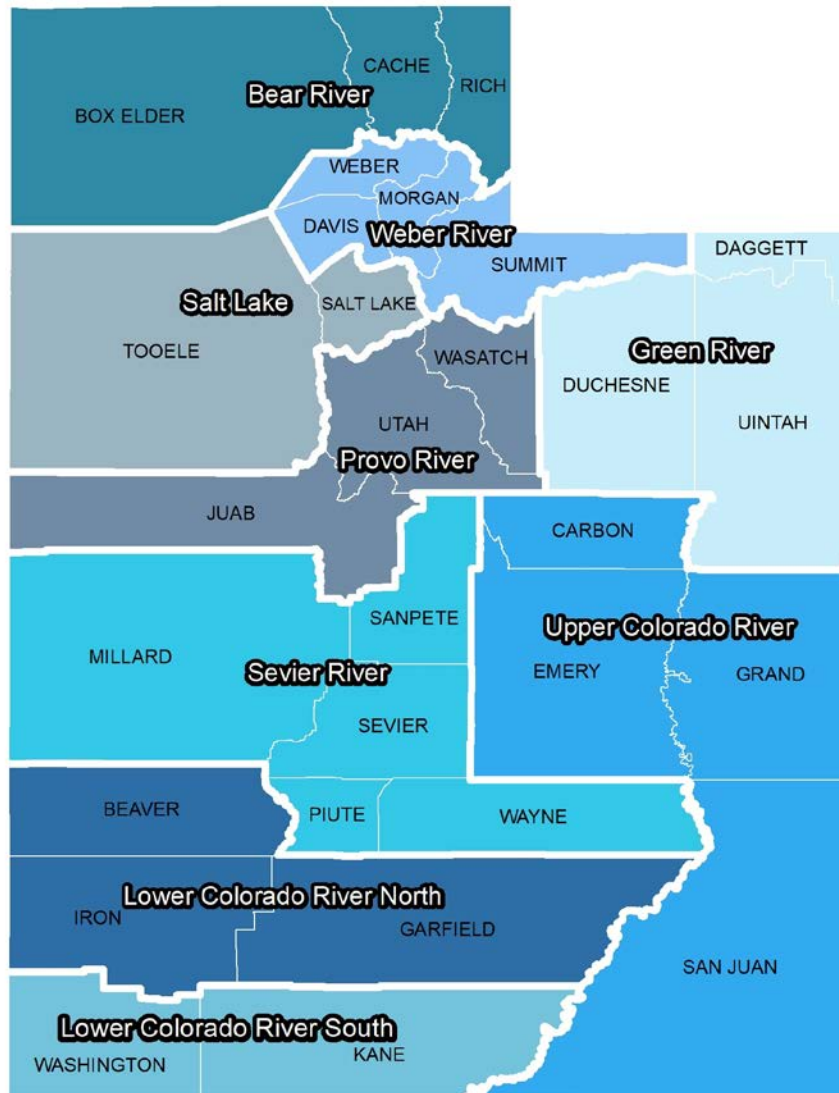 CACHE
RICH
Bear River
BOX ELDER
WEBER
MORGAN
DAVIS
Weber River
DAGGETT
SUMMIT
Salt Lake
SALT LAKE
TOOELE
WASATCH
Green River
DUCHESNE
UINTAH
UTAH
Provo River
JUAB
CARBON
SANPETE
Upper Colorado River
MILLARD
EMERY
GRAND
Sevier River
SEVIER
BEAVER
PIUTE
WAYNE
Lower Colorado River North
IRON
GARFIELD
SAN JUAN
Lower Colorado River South
WASHINGTON
KANE